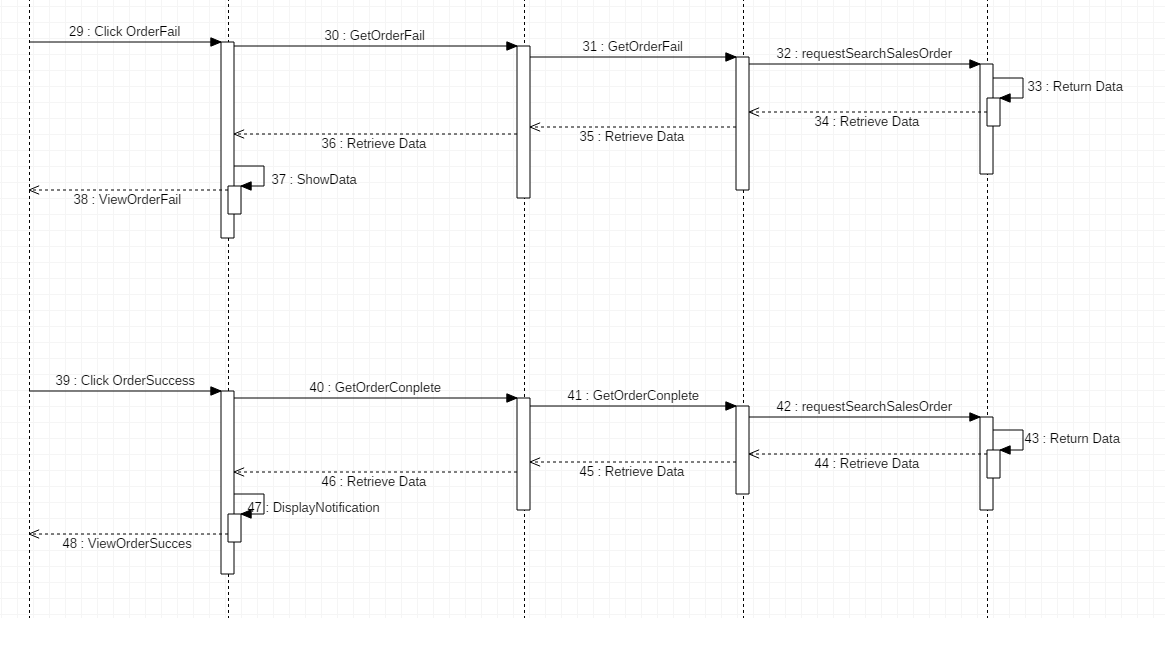 29 : Click OrderFail
30 : GetOrderFail
31 : GetOrderFail
32 : requestSearchSalesOrder
33 : Return Data
34 : Retrieve Data
35 : Retrieve Data
36 : Retrieve Data
37 : ShowData
38 : ViewOrderFail
39 : Click OrderSuccess
40 : GetOrderConplete
41 : GetOrderConplete
42 : requestSearchSalesOrder
43 : Return Data
44 : Retrieve Data
45 : Retrieve Data
46 : Retrieve Data
47 : DisplayNotification
48 : ViewOrderSucces